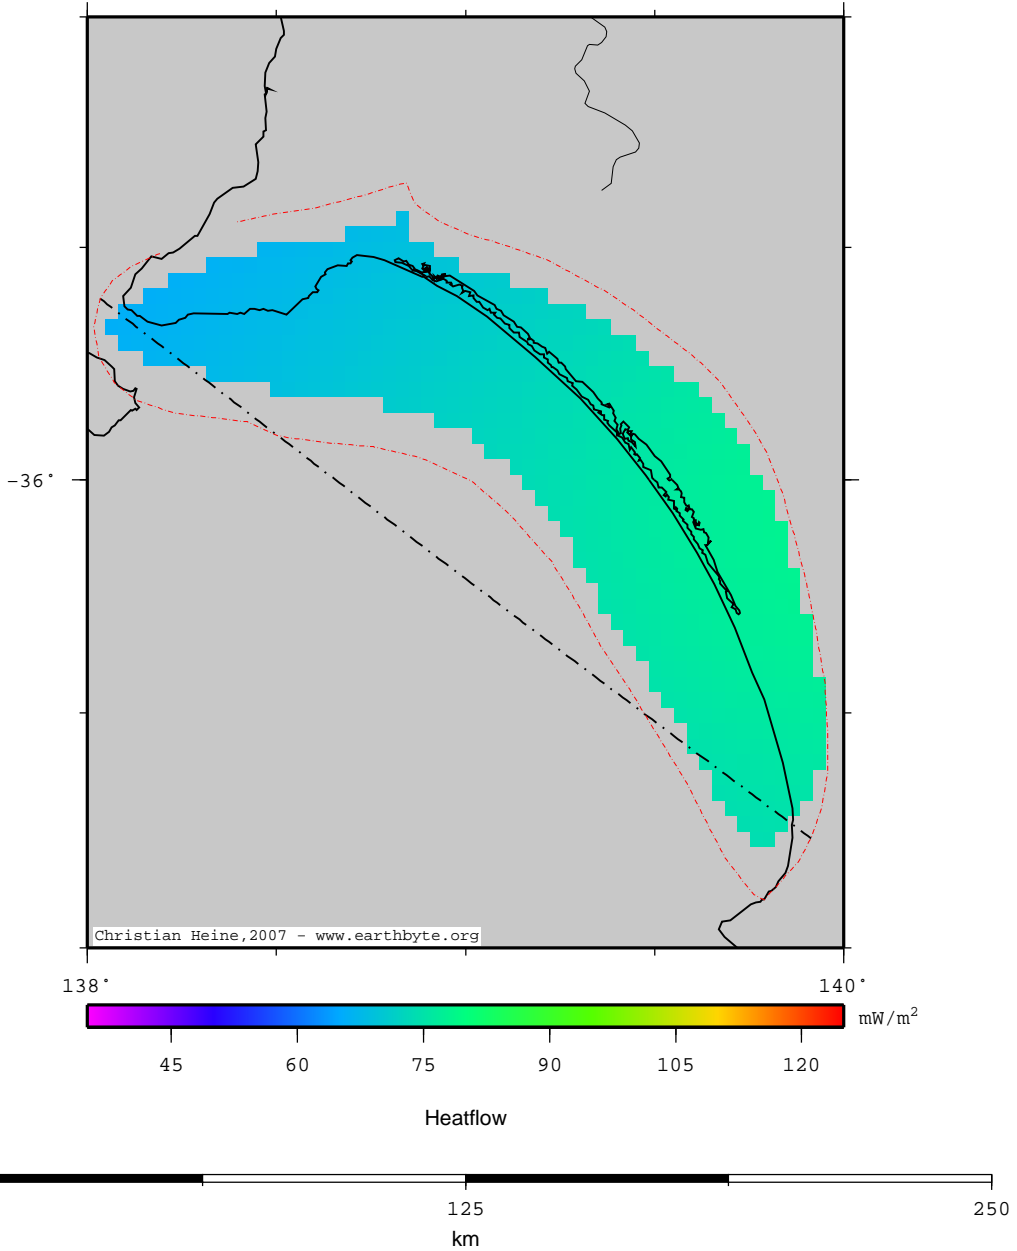 -36°
Christian Heine,2007 - www.earthbyte.org
138° 140°
mW/m²
45 60 75 90 105 120
Heatflow
125 250
km